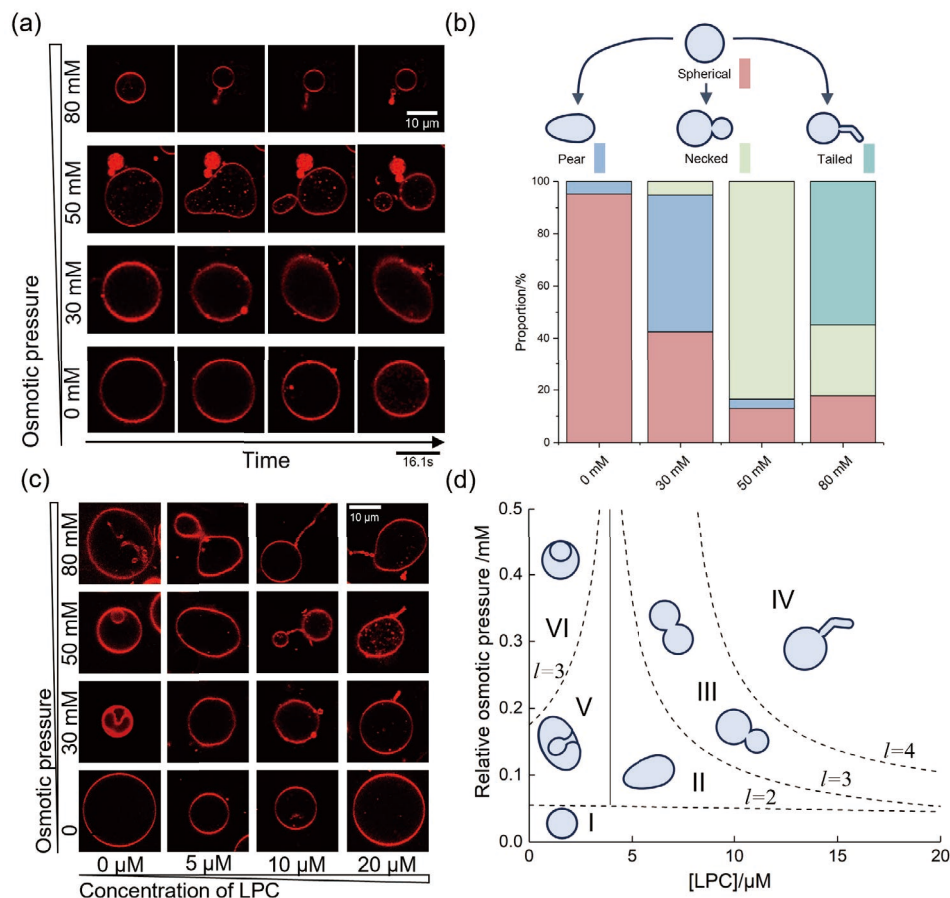 (a)
Osmotic pressure
80 mM
50 mM
30 mM
0 mM
10 µm
Time
16.1s
(b)
Spherical
Pear
Necked
Tailed
Proportion/%
100
80
60
40
20
0
0 mM
30 mM
50 mM
80 mM
(c)
Osmotic pressure
80 mM
50 mM
30 mM
0
10 µm
0 µM
5 µM
10 µM
20 µM
Concentration of LPC
(d)
Relative osmotic pressure /mM
0.5
0.4
0.3
0.2
0.1
0.0
VI
IV
l=3
III
V
l=4
II
l=3
l=2
I
0
5
10
15
20
[LPC]/µM